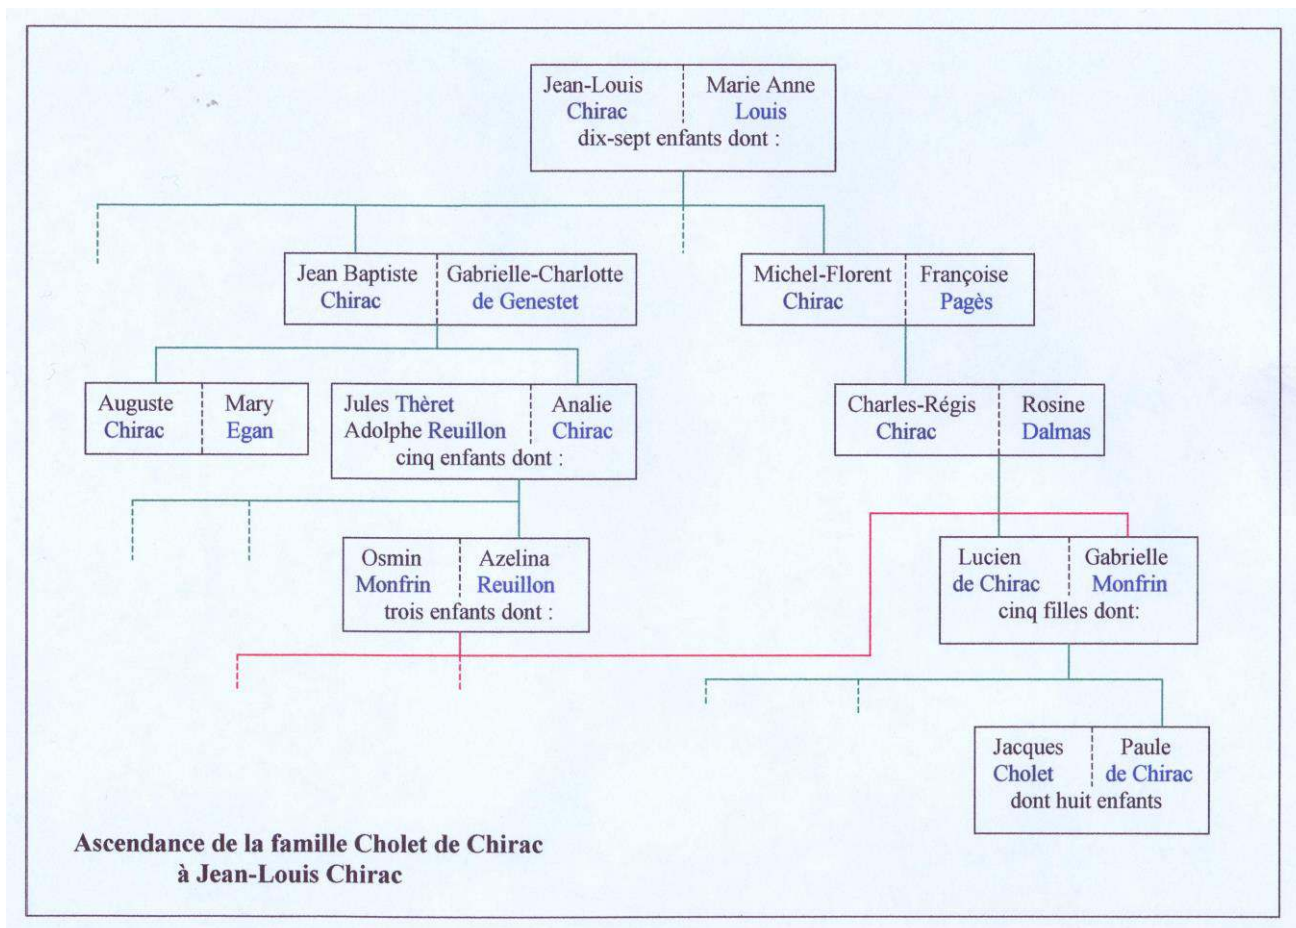 Jean-Louis Chirac
Marie Anne Louis
dix-sept enfants dont :
Jean Baptiste Chirac
Gabrielle-Charlotte de Genestet
Michel-Florent Chirac
Françoise Pagès
Auguste Chirac
Mary Egan
Jules Thèret
Adolphe Reuillon
Analie Chirac
cinq enfants dont :
Charles-Régis Chirac
Rosine Dalmas
Osmin Monfrin
Azelina Reuillon
trois enfants dont :
Lucien de Chirac
Gabrielle Monfrin
cinq filles dont:
Jacques Cholet
Paule de Chirac
dont huit enfants
Ascendance de la famille Cholet de Chirac
à Jean-Louis Chirac